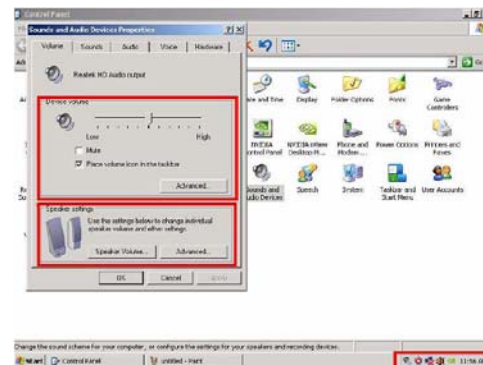 Control Panel
Sounds and Audio Devices Properties
Volume
Sounds
Audio
Voice
Hardware
Realtek HD Audio output
Device volume
Low
High
Mute
Place volume icon in the taskbar
Advanced...
Speaker settings
Use the settings below to change individual
speaker volume and other settings.
Speaker Volume...
Advanced...
OK
Cancel
Apply
Date and Time
Display
Folder Options
Fonts
Game
Controllers
Phone and
Modem...
Power Options
Printers and
Faxes
Sounds and
Audio Devices
Speech
System
Taskbar and
Start Menu
User Accounts
Change the sound scheme for your computer, or configure the settings for your speakers and recording devices.
Start
Control Panel
untitled - Paint